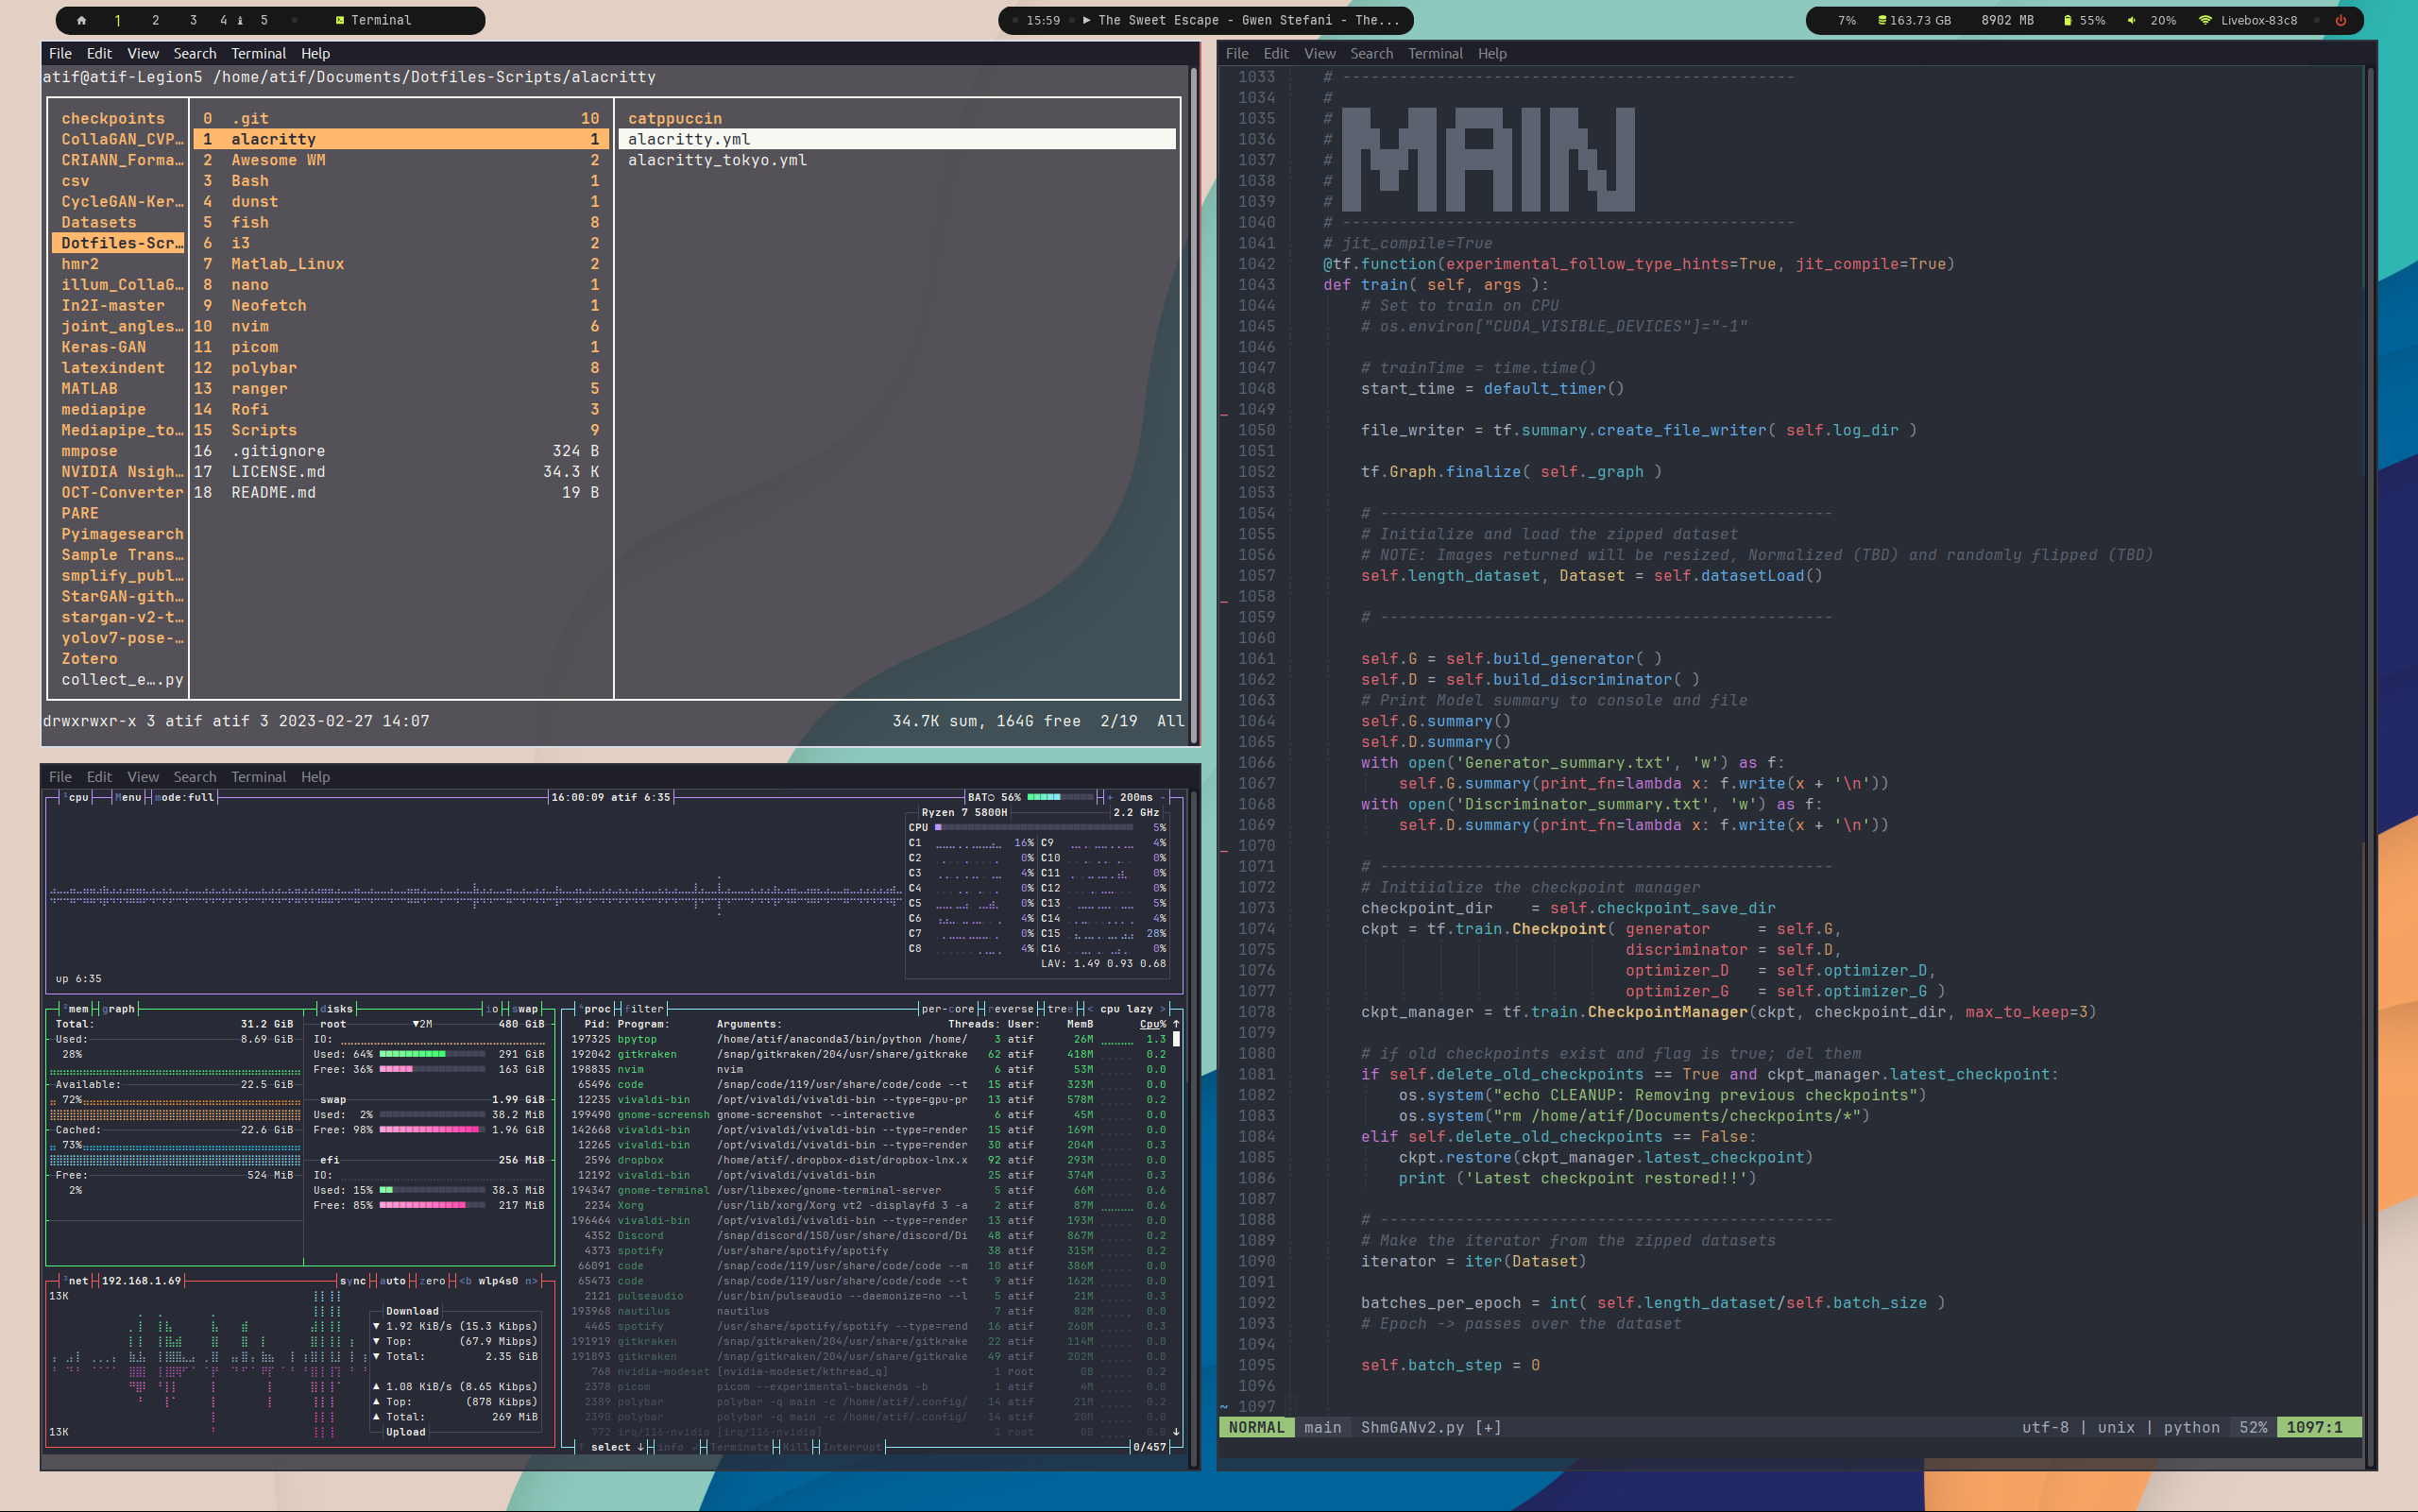 1 2 3 4 5 Terminal
15:59 ▶ The Sweet Escape - Gwen Stefani - The...
7% 163.73 GB 8902 MB 55% 20% Livebox-83c8
File Edit View Search Terminal Help
atif@atif-Legion5 /home/atif/Documents/Dotfiles-Scripts/alacritty
checkpoints 0 .git 10 catppuccin
CollaGAN_CVP… 1 alacritty 1 alacritty.yml
CRIANN_Forma… 2 Awesome WM 2 alacritty_tokyo.yml
csv 3 Bash 1
CycleGAN-Ker… 4 dunst 1
Datasets 5 fish 8
Dotfiles-Scr… 6 i3 2
hmr2 7 Matlab_Linux 2
illum_CollaG… 8 nano 1
In2I-master 9 Neofetch 1
joint_angles… 10 nvim 6
Keras-GAN 11 picom 1
latexindent 12 polybar 8
MATLAB 13 ranger 5
mediapipe 14 Rofi 3
Mediapipe_to… 15 Scripts 9
mmpose 16 .gitignore 324 B
NVIDIA Nsigh… 17 LICENSE.md 34.3 K
OCT-Converter 18 README.md 19 B
PARE
Pyimagesearch
Sample Trans…
smplify_publ…
StarGAN-gith…
stargan-v2-t…
yolov7-pose-…
Zotero
collect_e….py
drwxrwxr-x 3 atif atif 3 2023-02-27 14:07 34.7K sum, 164G free 2/19 All
File Edit View Search Terminal Help
¹cpu Menu mode:full 16:00:09 atif 6:35 BAT○ 56% + 200ms -
Ryzen 7 5800H 2.2 GHz
CPU 5%
C1 16% C9 4%
C2 0% C10 0%
C3 4% C11 0%
C4 0% C12 0%
C5 0% C13 5%
C6 4% C14 4%
C7 0% C15 28%
C8 4% C16 0%
LAV: 1.49 0.93 0.68
up 6:35
²mem graph disks io swap
Total: 31.2 GiB root ▼2M 480 GiB
Used: 8.69 GiB IO:
28% Used: 64% 291 GiB
Free: 36% 163 GiB
Available: 22.5 GiB
72% swap 1.99 GiB
Used: 2% 38.2 MiB
Cached: 22.6 GiB Free: 98% 1.96 GiB
73%
efi 256 MiB
Free: 524 MiB IO:
2% Used: 15% 38.3 MiB
Free: 85% 217 MiB
³net 192.168.1.69 sync auto zero <b wlp4s0 n>
13K
Download
▼ 1.92 KiB/s (15.3 Kibps)
▼ Top: (67.9 Mibps)
▼ Total: 2.35 GiB
▲ 1.08 KiB/s (8.65 Kibps)
▲ Top: (878 Kibps)
▲ Total: 269 MiB
13K Upload
⁴proc filter per-core reverse tree < cpu lazy >
Pid: Program: Arguments: Threads: User: MemB Cpu% ↑
197325 bpytop /home/atif/anaconda3/bin/python /home/ 3 atif 26M 1.3
192042 gitkraken /snap/gitkraken/204/usr/share/gitkrake 62 atif 418M 0.2
198835 nvim nvim 6 atif 53M 0.0
65496 code /snap/code/119/usr/share/code/code --t 15 atif 323M 0.0
12235 vivaldi-bin /opt/vivaldi/vivaldi-bin --type=gpu-pr 13 atif 578M 0.2
199490 gnome-screensh gnome-screenshot --interactive 6 atif 45M 0.0
142668 vivaldi-bin /opt/vivaldi/vivaldi-bin --type=render 15 atif 169M 0.0
12265 vivaldi-bin /opt/vivaldi/vivaldi-bin --type=render 30 atif 204M 0.3
2596 dropbox /home/atif/.dropbox-dist/dropbox-lnx.x 92 atif 293M 0.0
12192 vivaldi-bin /opt/vivaldi/vivaldi-bin 25 atif 374M 0.3
194347 gnome-terminal /usr/libexec/gnome-terminal-server 5 atif 66M 0.6
2234 Xorg /usr/lib/xorg/Xorg vt2 -displayfd 3 -a 2 atif 87M 0.6
196464 vivaldi-bin /opt/vivaldi/vivaldi-bin --type=render 13 atif 193M 0.0
4352 Discord /snap/discord/150/usr/share/discord/Di 48 atif 867M 0.2
4373 spotify /usr/share/spotify/spotify 38 atif 315M 0.2
66091 code /snap/code/119/usr/share/code/code --m 10 atif 386M 0.0
65473 code /snap/code/119/usr/share/code/code --t 9 atif 162M 0.0
2121 pulseaudio /usr/bin/pulseaudio --daemonize=no --l 5 atif 21M 0.3
193968 nautilus nautilus 7 atif 82M 0.0
4465 spotify /usr/share/spotify/spotify --type=rend 16 atif 260M 0.3
191919 gitkraken /snap/gitkraken/204/usr/share/gitkrake 22 atif 114M 0.0
191893 gitkraken /snap/gitkraken/204/usr/share/gitkrake 49 atif 202M 0.0
768 nvidia-modeset [nvidia-modeset/kthread_q] 1 root 0B 0.2
2378 picom picom --experimental-backends -b 1 atif 4M 0.0
2389 polybar polybar -q main -c /home/atif/.config/ 14 atif 21M 0.2
2390 polybar polybar -q main -c /home/atif/.config/ 14 atif 20M 0.0
772 irq/116-nvidia [irq/116-nvidia] 1 root 0B 0.0 ↓
↑ select ↓ info ↲ Terminate Kill Interrupt 0/457
File Edit View Search Terminal Help
1033 # ------------------------------------------------
1034 #
1035 #
1036 #
1037 # MAIN
1038 #
1039 #
1040 # ------------------------------------------------
1041 # jit_compile=True
1042 @tf.function(experimental_follow_type_hints=True, jit_compile=True)
1043 def train( self, args ):
1044 # Set to train on CPU
1045 # os.environ["CUDA_VISIBLE_DEVICES"]="-1"
1046
1047 # trainTime = time.time()
1048 start_time = default_timer()
1049
1050 file_writer = tf.summary.create_file_writer( self.log_dir )
1051
1052 tf.Graph.finalize( self._graph )
1053
1054 # ------------------------------------------------
1055 # Initiialize and load the zipped dataset
1056 # NOTE: Images returned will be resized, Normalized (TBD) and randomly flipped (TBD)
1057 self.length_dataset, Dataset = self.datasetLoad()
1058
1059 # ------------------------------------------------
1060
1061 self.G = self.build_generator( )
1062 self.D = self.build_discriminator( )
1063 # Print Model summary to console and file
1064 self.G.summary()
1065 self.D.summary()
1066 with open('Generator_summary.txt', 'w') as f:
1067 self.G.summary(print_fn=lambda x: f.write(x + '\n'))
1068 with open('Discriminator_summary.txt', 'w') as f:
1069 self.D.summary(print_fn=lambda x: f.write(x + '\n'))
1070
1071 # ------------------------------------------------
1072 # Initiialize the checkpoint manager
1073 checkpoint_dir = self.checkpoint_save_dir
1074 ckpt = tf.train.Checkpoint( generator = self.G,
1075 discriminator = self.D,
1076 optimizer_D = self.optimizer_D,
1077 optimizer_G = self.optimizer_G )
1078 ckpt_manager = tf.train.CheckpointManager(ckpt, checkpoint_dir, max_to_keep=3)
1079
1080 # if old checkpoints exist and flag is true; del them
1081 if self.delete_old_checkpoints == True and ckpt_manager.latest_checkpoint:
1082 os.system("echo CLEANUP: Removing previous checkpoints")
1083 os.system("rm /home/atif/Documents/checkpoints/*")
1084 elif self.delete_old_checkpoints == False:
1085 ckpt.restore(ckpt_manager.latest_checkpoint)
1086 print ('Latest checkpoint restored!!')
1087
1088 # ------------------------------------------------
1089 # Make the iterator from the zipped datasets
1090 iterator = iter(Dataset)
1091
1092 batches_per_epoch = int( self.length_dataset/self.batch_size )
1093 # Epoch -> passes over the dataset
1094
1095 self.batch_step = 0
1096
~ 1097
NORMAL main ShmGANv2.py [+] utf-8 | unix | python 52% 1097:1